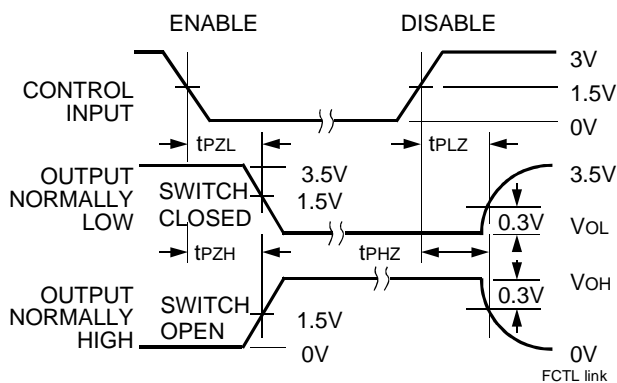 ENABLE
DISABLE
CONTROL
INPUT
3V
1.5V
0V
tPZL
tPLZ
OUTPUT
NORMALLY
LOW
SWITCH
CLOSED
3.5V
1.5V
3.5V
0.3V
VOL
tPZH
tPHZ
OUTPUT
NORMALLY
HIGH
SWITCH
OPEN
1.5V
0V
0.3V
VOH
0V
FCTL link